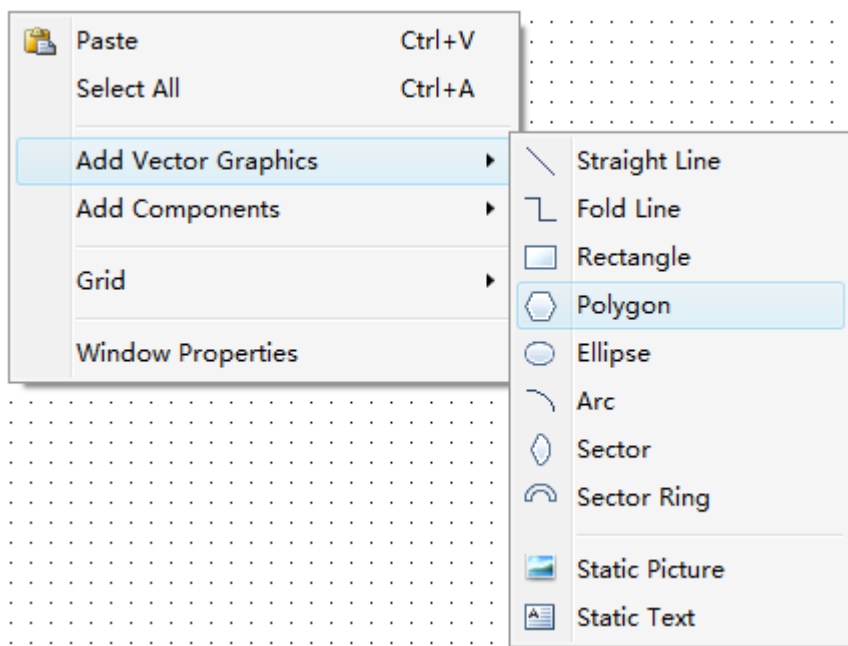 Paste Ctrl+V
Select All Ctrl+A
Add Vector Graphics
Add Components
Grid
Window Properties
Straight Line
Fold Line
Rectangle
Polygon
Ellipse
Arc
Sector
Sector Ring
Static Picture
Static Text